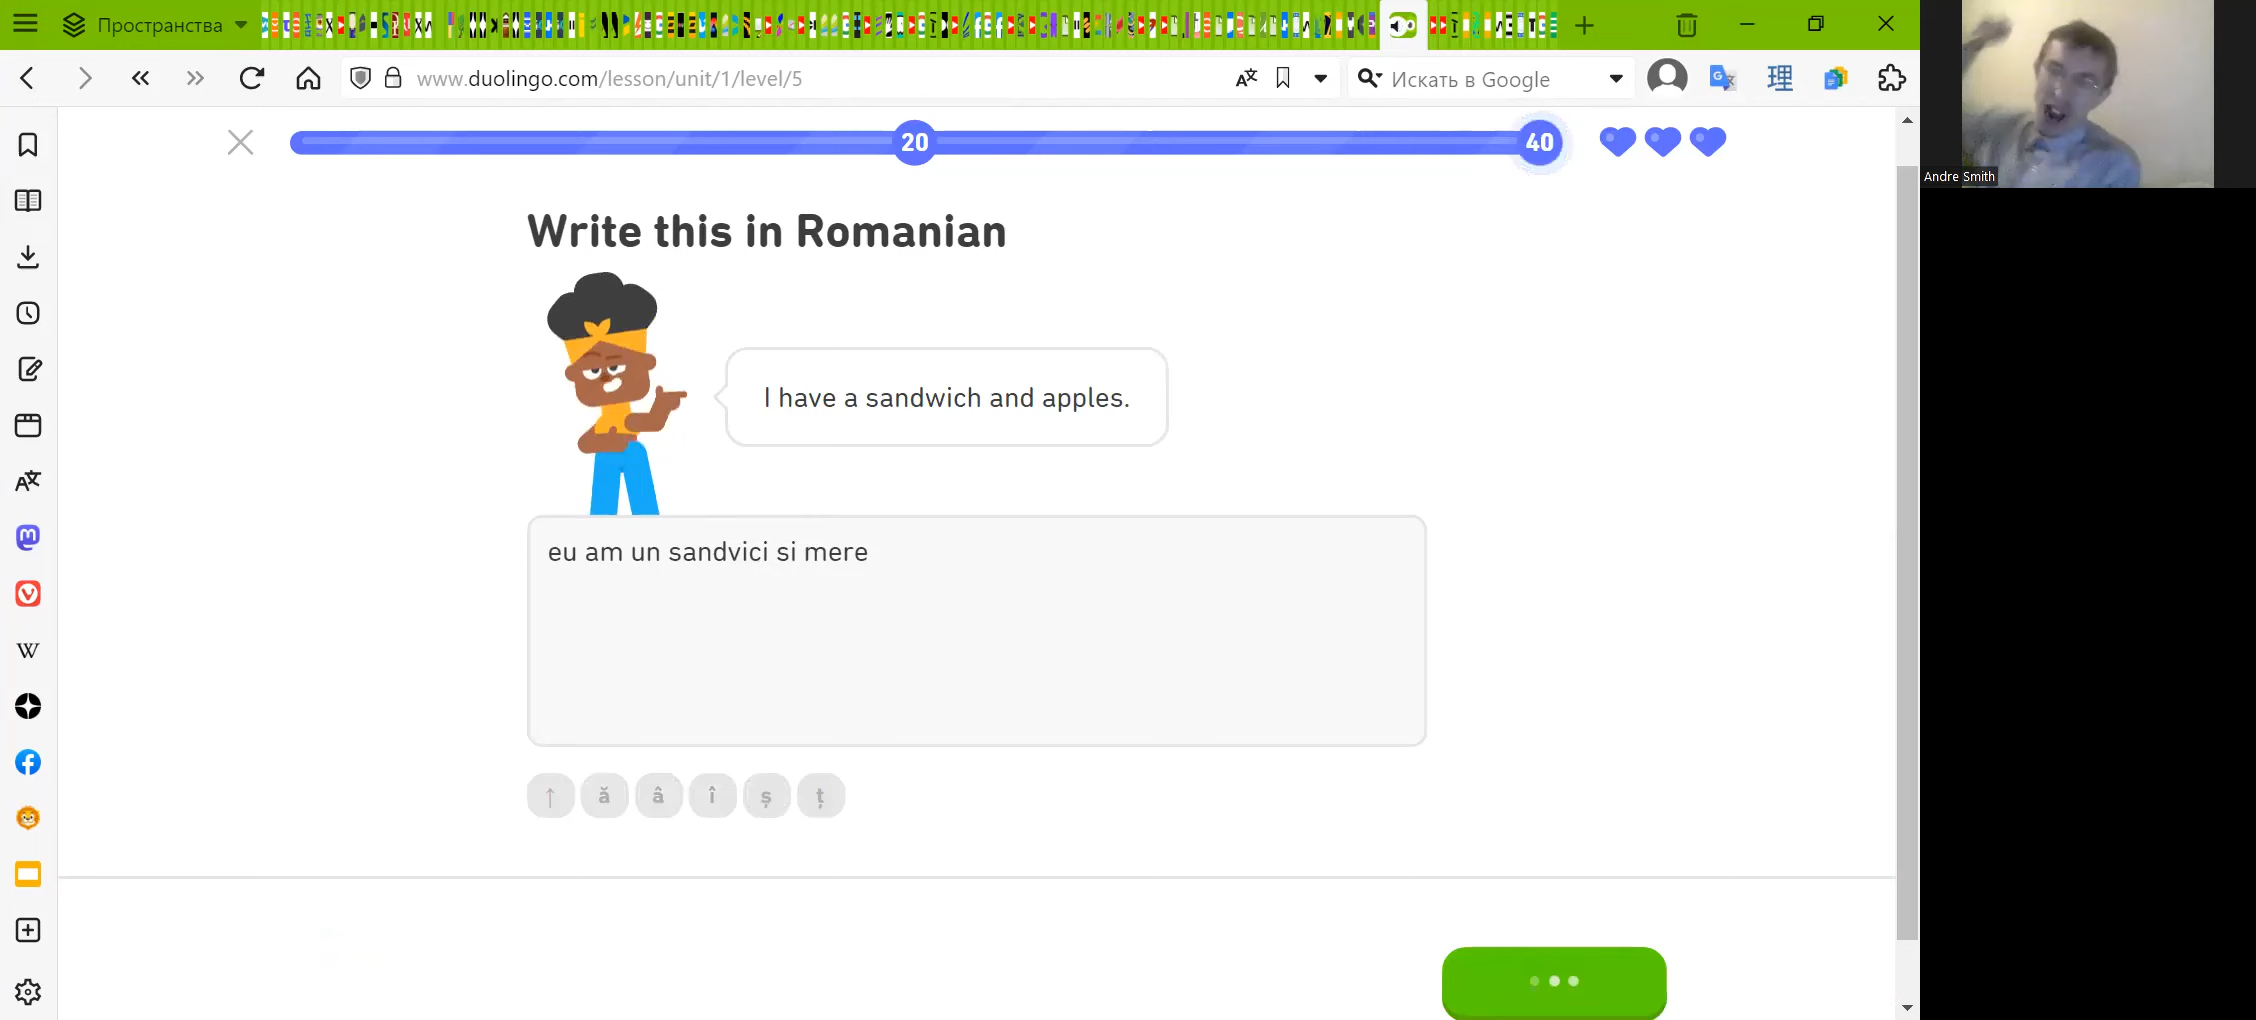 Пространства
www.duolingo.com/lesson/unit/1/level/5
Искать в Google
20
40
Write this in Romanian
I have a sandwich and apples.
eu am un sandvici si mere
↑ ă â î ș ț
Andre Smith